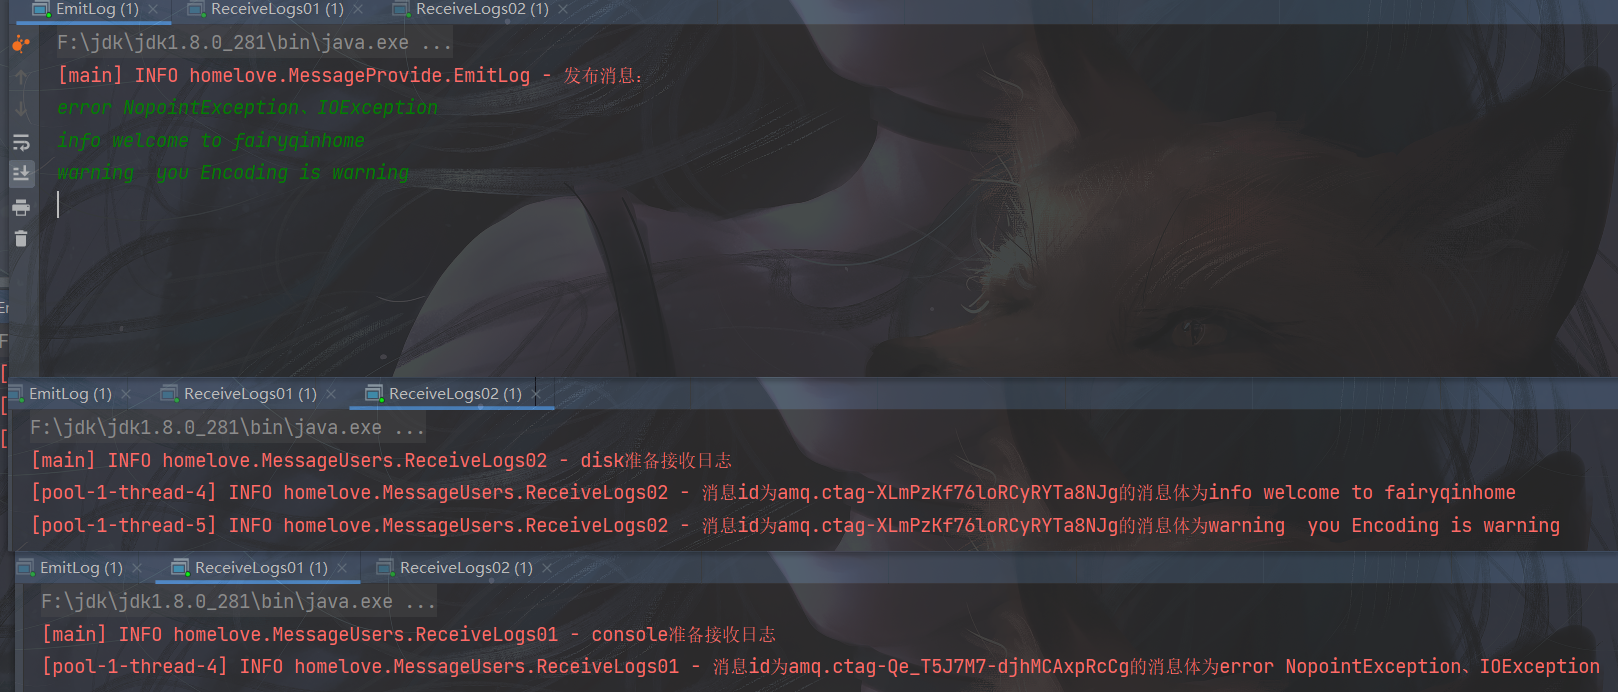 EmitLog (1) ReceiveLogs01 (1) ReceiveLogs02 (1)
F:\jdk\jdk1.8.0_281\bin\java.exe ...
[main] INFO homelove.MessageProvide.EmitLog - 发布消息:
error NopointException、IOException
info welcome to fairyqinhome
warning  you Encoding is warning
EmitLog (1) ReceiveLogs01 (1) ReceiveLogs02 (1)
F:\jdk\jdk1.8.0_281\bin\java.exe ...
[main] INFO homelove.MessageUsers.ReceiveLogs02 - disk准备接收日志
[pool-1-thread-4] INFO homelove.MessageUsers.ReceiveLogs02 - 消息id为amq.ctag-XLmPzKf76loRCyRYTa8NJg的消息体为info welcome to fairyqinhome
[pool-1-thread-5] INFO homelove.MessageUsers.ReceiveLogs02 - 消息id为amq.ctag-XLmPzKf76loRCyRYTa8NJg的消息体为warning  you Encoding is warning
EmitLog (1) ReceiveLogs01 (1) ReceiveLogs02 (1)
F:\jdk\jdk1.8.0_281\bin\java.exe ...
[main] INFO homelove.MessageUsers.ReceiveLogs01 - console准备接收日志
[pool-1-thread-4] INFO homelove.MessageUsers.ReceiveLogs01 - 消息id为amq.ctag-Qe_T5J7M7-djhMCAxpRcCg的消息体为error NopointException、IOException